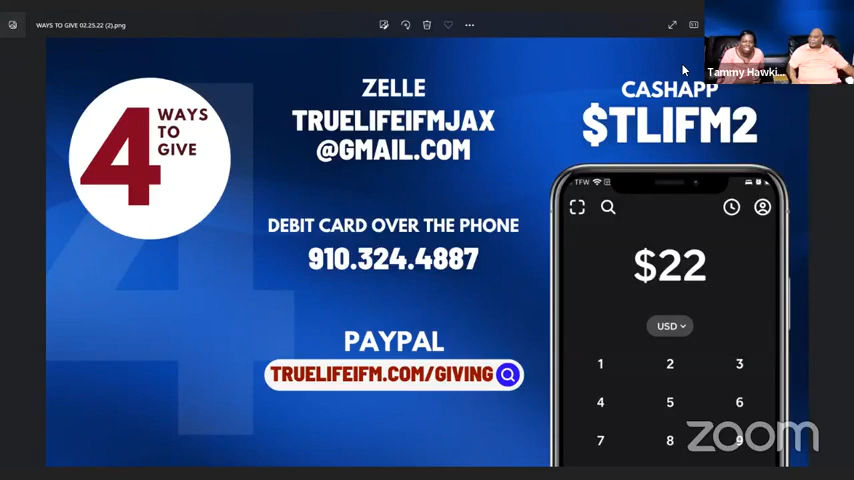 WAYS TO GIVE 02.25.22 (2).png
Tammy Hawki...
4 WAYS
TO
GIVE
ZELLE
TRUELIFEIFMJAX
@GMAIL.COM
DEBIT CARD OVER THE PHONE
910.324.4887
PAYPAL
TRUELIFEIFM.COM/GIVING
CASHAPP
$TLIFM2
TFW
$22
USD
1 2 3
4 5 6
7 8 9
zoom